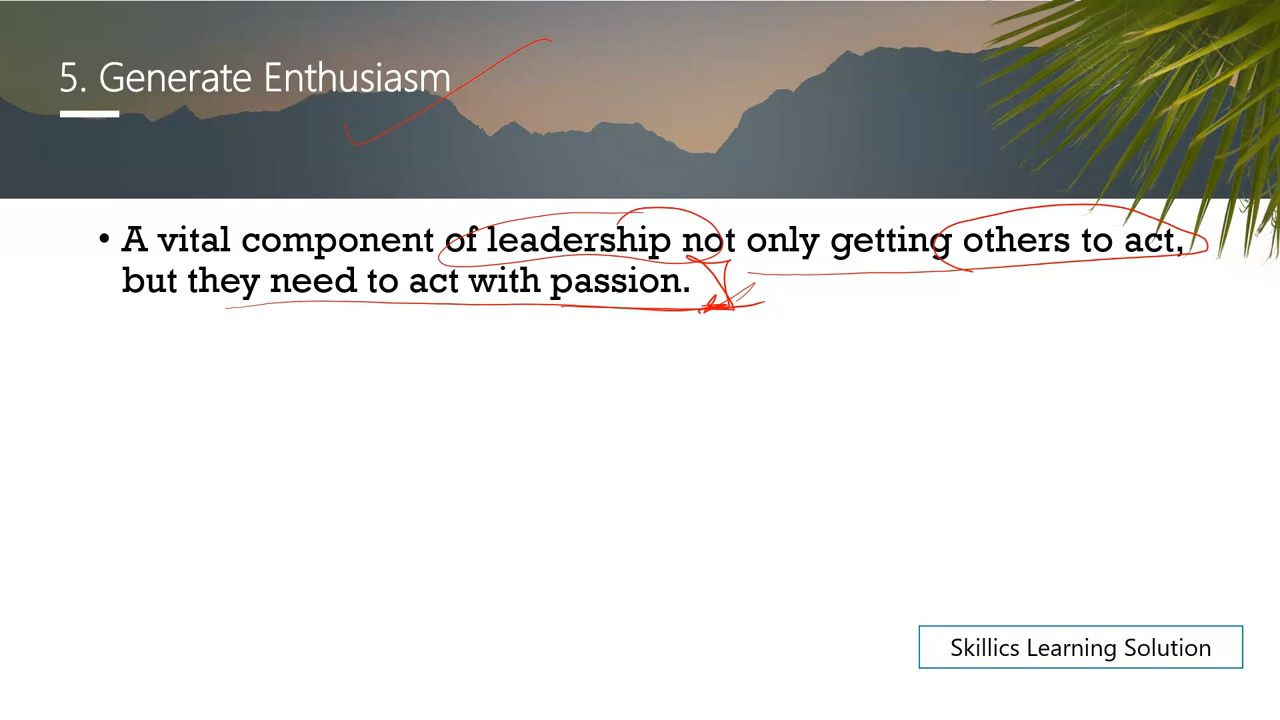 5. Generate Enthusiasm
• A vital component of leadership not only getting others to act,
but they need to act with passion.
Skillics Learning Solution